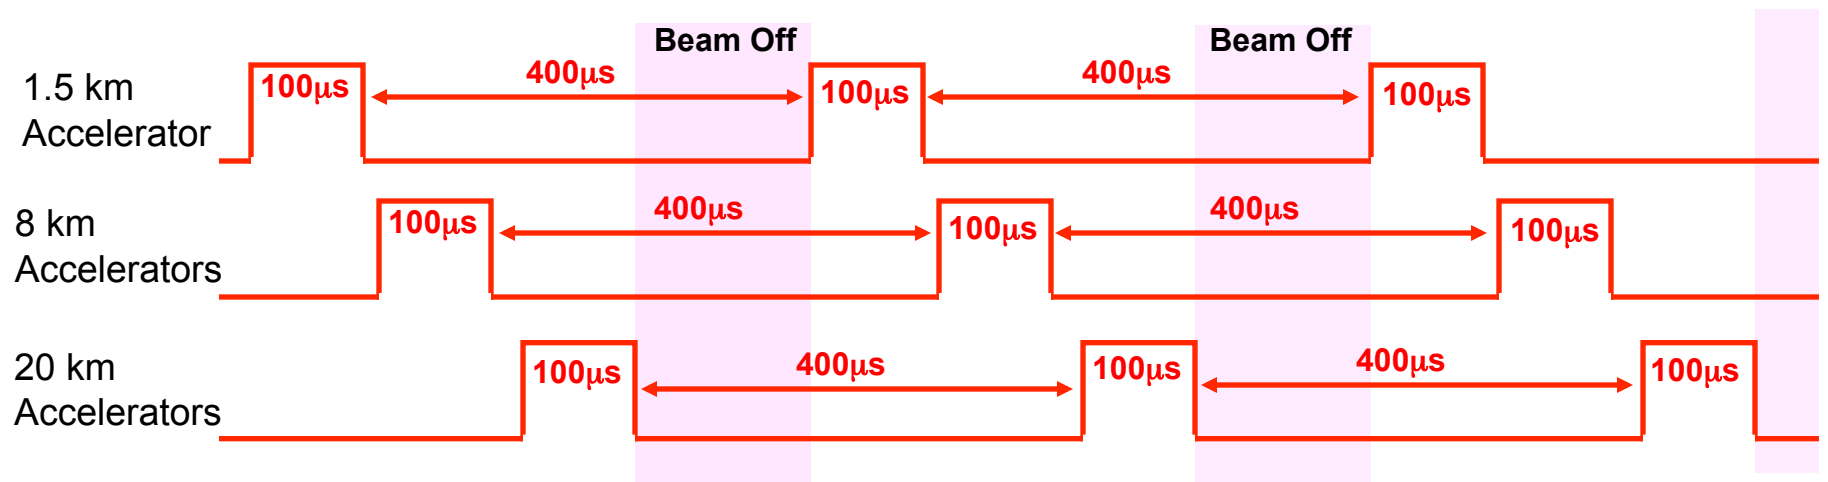 Beam Off Beam Off
1.5 km
Accelerator
100μs 400μs 100μs 400μs 100μs
8 km
Accelerators
100μs 400μs 100μs 400μs 100μs
20 km
Accelerators
100μs 400μs 100μs 400μs 100μs